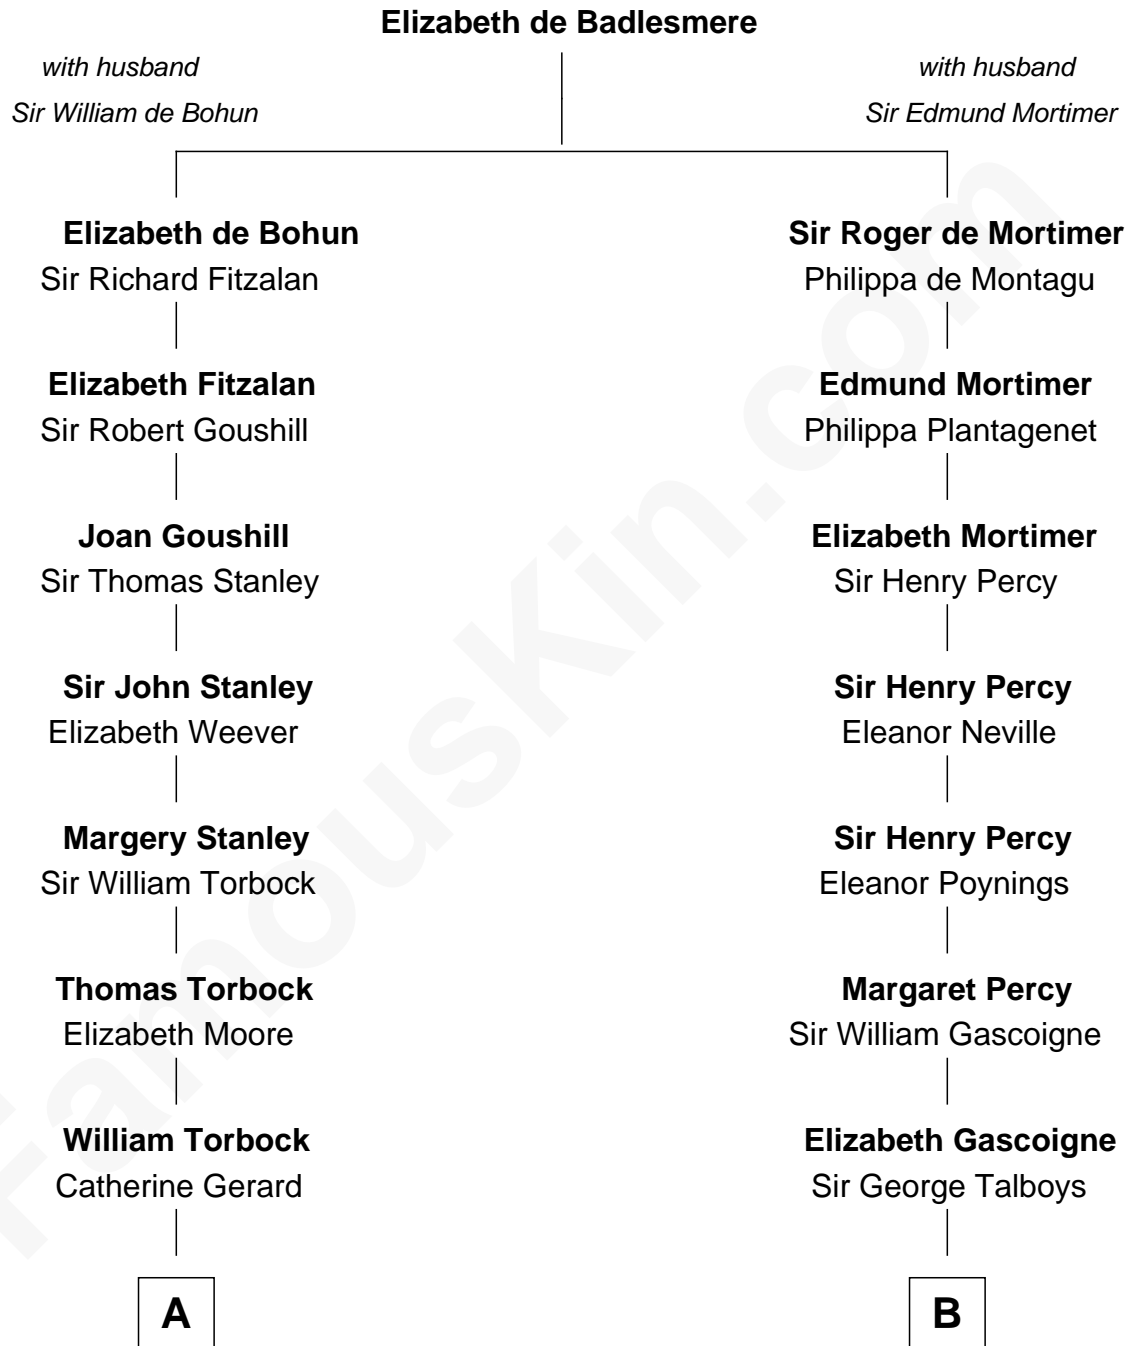 Elizabeth de Badlesmere
with husband
Sir William de Bohun
with husband
Sir Edmund Mortimer
Elizabeth de Bohun
Sir Richard Fitzalan
Elizabeth Fitzalan
Sir Robert Goushill
Joan Goushill
Sir Thomas Stanley
Sir John Stanley
Elizabeth Weever
Margery Stanley
Sir William Torbock
Thomas Torbock
Elizabeth Moore
William Torbock
Catherine Gerard
A
Sir Roger de Mortimer
Philippa de Montagu
Edmund Mortimer
Philippa Plantagenet
Elizabeth Mortimer
Sir Henry Percy
Sir Henry Percy
Eleanor Neville
Sir Henry Percy
Eleanor Poynings
Margaret Percy
Sir William Gascoigne
Elizabeth Gascoigne
Sir George Talboys
B
FamousKin.com